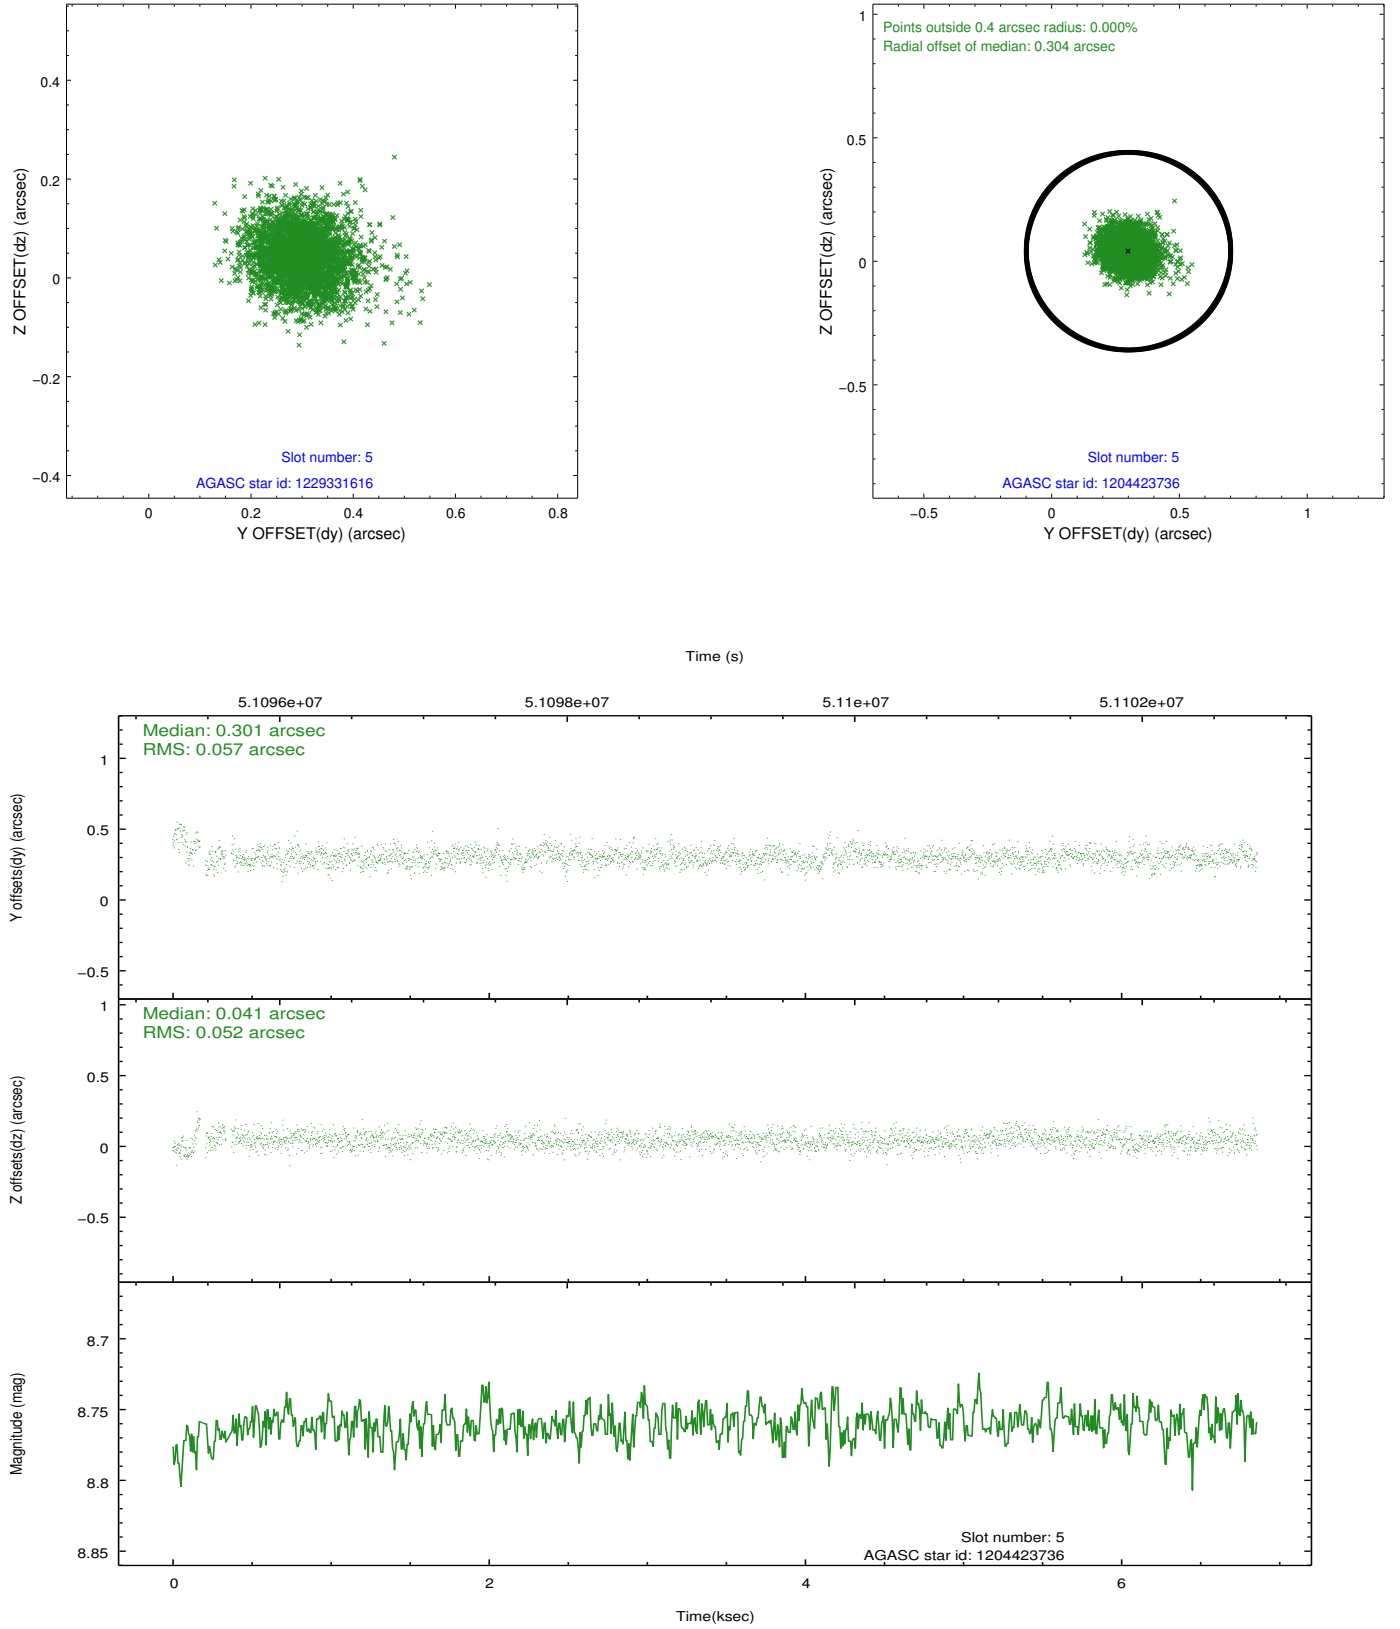 0.4
0.2
0
−0.2
−0.4
Z OFFSET(dz) (arcsec)
Slot number: 5
AGASC star id: 1229331616
0
0.2
0.4
0.6
0.8
Y OFFSET(dy) (arcsec)
Points outside 0.4 arcsec radius: 0.000%
Radial offset of median: 0.304 arcsec
1
0.5
0
−0.5
Z OFFSET(dz) (arcsec)
Slot number: 5
AGASC star id: 1204423736
−0.5
0
0.5
1
Y OFFSET(dy) (arcsec)
Time (s)
5.1096e+07
5.1098e+07
5.11e+07
5.1102e+07
Median: 0.301 arcsec
RMS: 0.057 arcsec
1
0.5
0
−0.5
Y offsets(dy) (arcsec)
Median: 0.041 arcsec
RMS: 0.052 arcsec
1
0.5
0
−0.5
Z offsets(dz) (arcsec)
8.7
8.75
8.8
8.85
Magnitude (mag)
Slot number: 5
AGASC star id: 1204423736
0
2
4
6
Time(ksec)